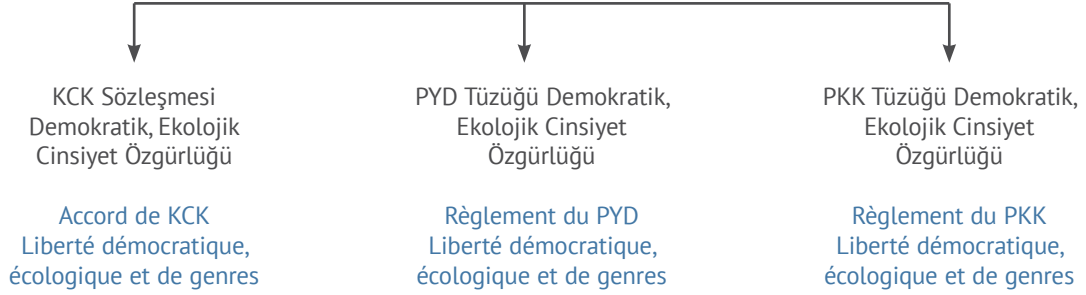 KCK Sözleşmesi
Demokratik, Ekolojik
Cinsiyet Özgürlüğü
Accord de KCK
Liberté démocratique,
écologique et de genres
PYD Tüzüğü Demokratik,
Ekolojik Cinsiyet
Özgürlüğü
Règlement du PYD
Liberté démocratique,
écologique et de genres
PKK Tüzüğü Demokratik,
Ekolojik Cinsiyet
Özgürlüğü
Règlement du PKK
Liberté démocratique,
écologique et de genres